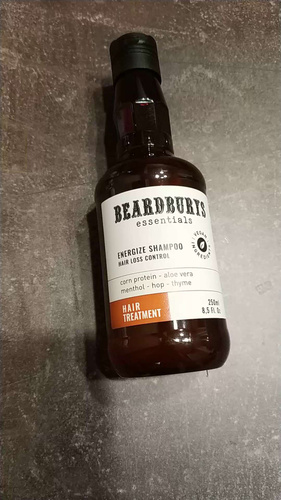 BEARDBURYS
essentials
ENERGIZE SHAMPOO
HAIR LOSS CONTROL
VEGAN
corn protein - aloe vera
menthol - hop - thyme
HAIR
TREATMENT
250ml
8,5 fl. Oz